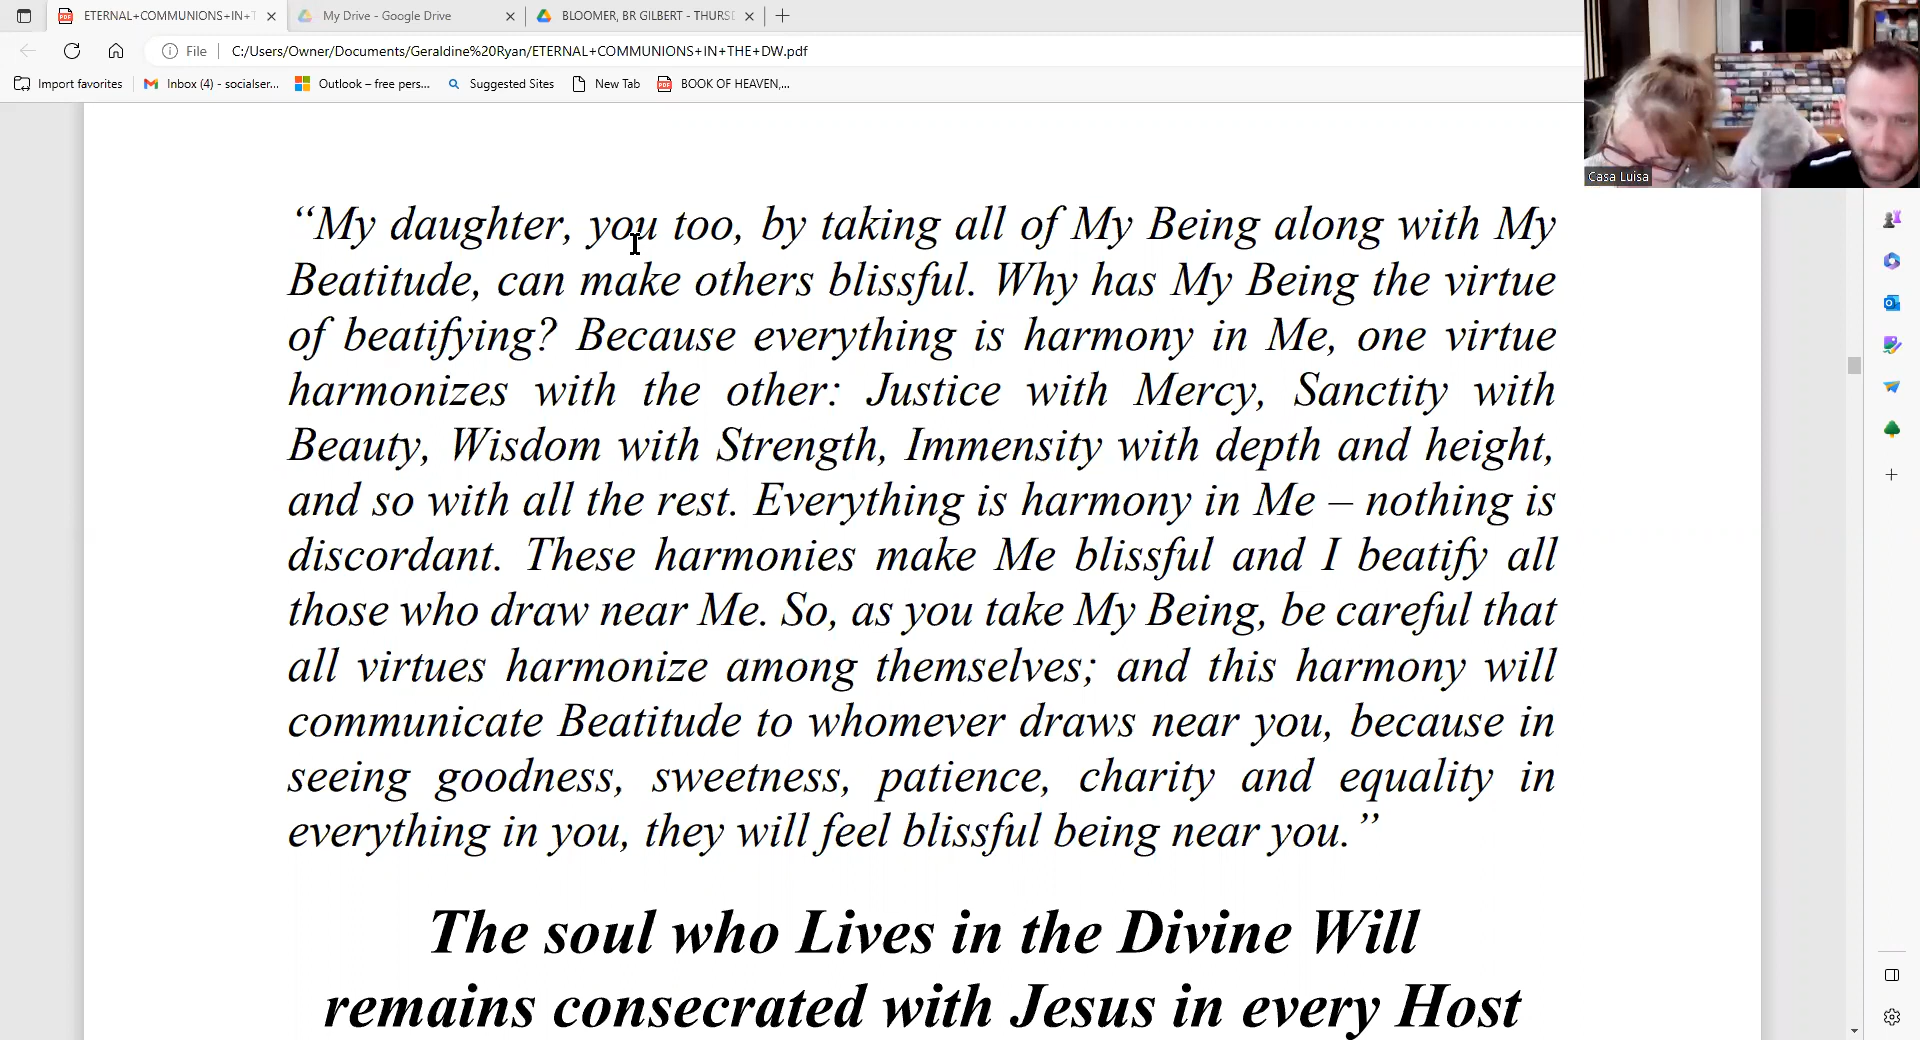 ETERNAL+COMMUNIONS+IN+T
My Drive - Google Drive
BLOOMER, BR GILBERT - THURSD
File
C:/Users/Owner/Documents/Geraldine%20Ryan/ETERNAL+COMMUNIONS+IN+THE+DW.pdf
Import favorites
Inbox (4) - socialser...
Outlook – free pers...
Suggested Sites
New Tab
BOOK OF HEAVEN,...
Casa Luisa
“My daughter, you too, by taking all of My Being along with My
Beatitude, can make others blissful. Why has My Being the virtue
of beatifying? Because everything is harmony in Me, one virtue
harmonizes with the other: Justice with Mercy, Sanctity with
Beauty, Wisdom with Strength, Immensity with depth and height,
and so with all the rest. Everything is harmony in Me – nothing is
discordant. These harmonies make Me blissful and I beatify all
those who draw near Me. So, as you take My Being, be careful that
all virtues harmonize among themselves; and this harmony will
communicate Beatitude to whomever draws near you, because in
seeing goodness, sweetness, patience, charity and equality in
everything in you, they will feel blissful being near you.”
The soul who Lives in the Divine Will
remains consecrated with Jesus in every Host